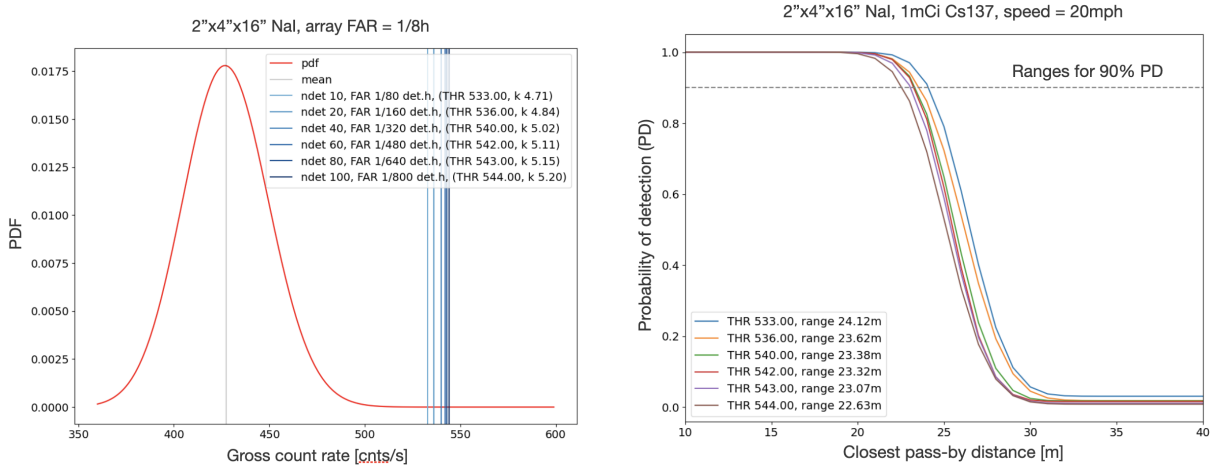 2”x4”x16” NaI, array FAR = 1/8h
PDF
0.0175
0.0150
0.0125
0.0100
0.0075
0.0050
0.0025
0.0000
pdf
mean
ndet 10, FAR 1/80 det.h, (THR 533.00, k 4.71)
ndet 20, FAR 1/160 det.h, (THR 536.00, k 4.84)
ndet 40, FAR 1/320 det.h, (THR 540.00, k 5.02)
ndet 60, FAR 1/480 det.h, (THR 542.00, k 5.11)
ndet 80, FAR 1/640 det.h, (THR 543.00, k 5.15)
ndet 100, FAR 1/800 det.h, (THR 544.00, k 5.20)
350 400 450 500 550 600
Gross count rate [cnts/s]
2”x4”x16” NaI, 1mCi Cs137, speed = 20mph
Probability of detection (PD)
1.0
0.8
0.6
0.4
0.2
0.0
Ranges for 90% PD
THR 533.00, range 24.12m
THR 536.00, range 23.62m
THR 540.00, range 23.38m
THR 542.00, range 23.32m
THR 543.00, range 23.07m
THR 544.00, range 22.63m
10 15 20 25 30 35 40
Closest pass-by distance [m]